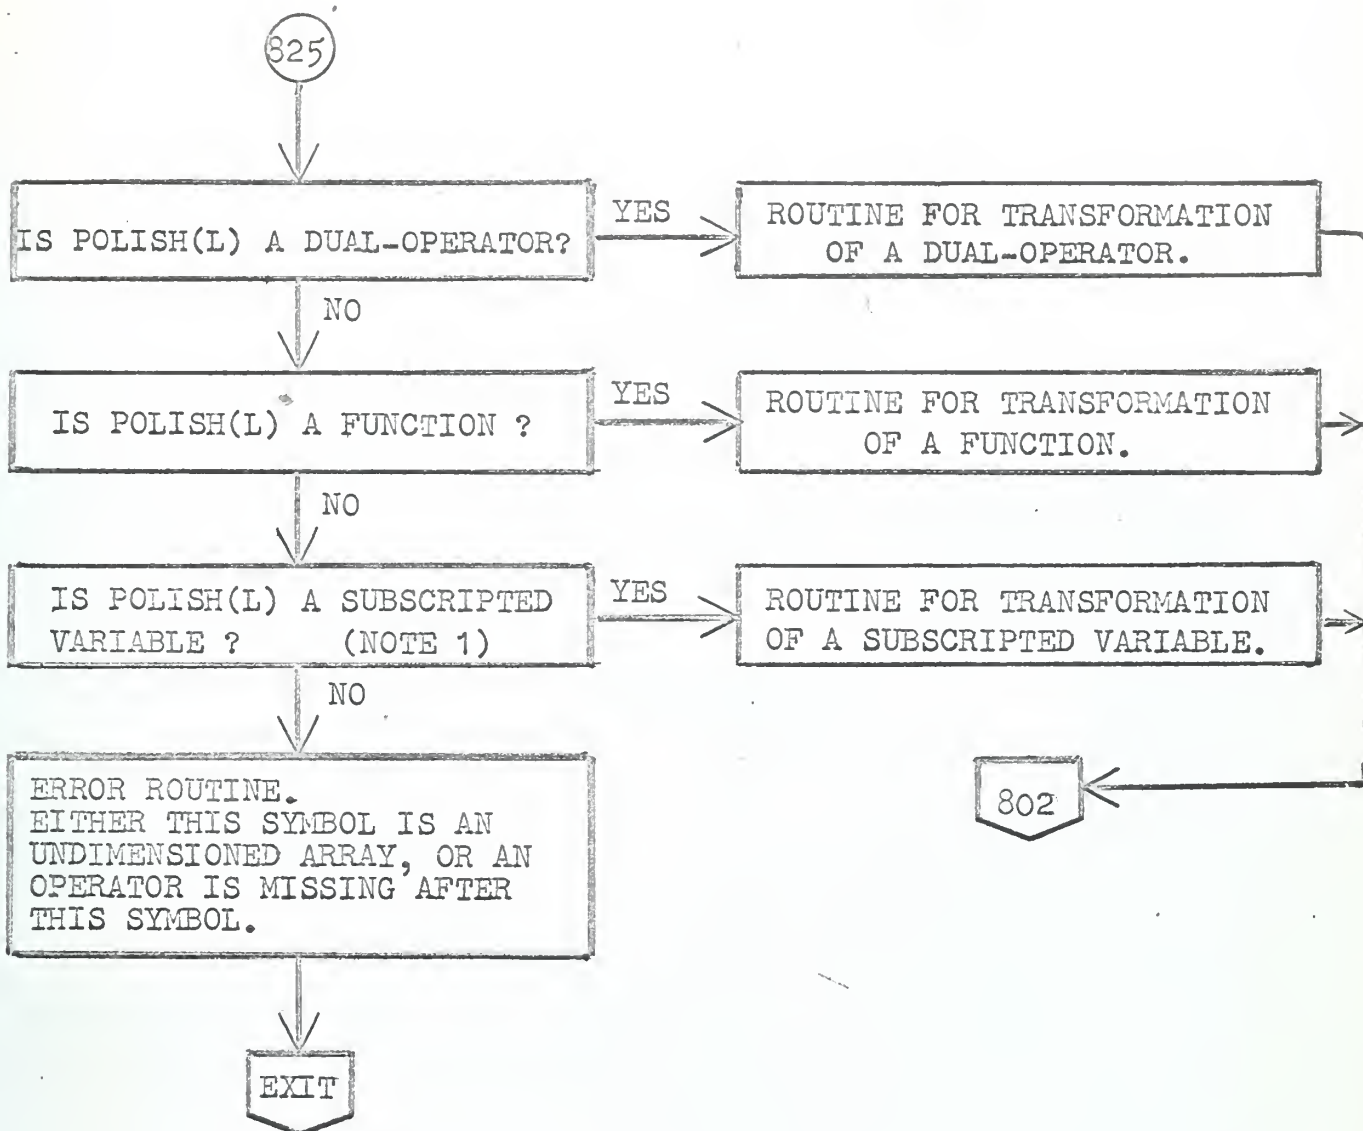 825
IS POLISH(L) A DUAL-OPERATOR?
YES
ROUTINE FOR TRANSFORMATION
OF A DUAL-OPERATOR.
NO
IS POLISH(L) A FUNCTION ?
YES
ROUTINE FOR TRANSFORMATION
OF A FUNCTION.
NO
IS POLISH(L) A SUBSCRIPTED
VARIABLE ? (NOTE 1)
YES
ROUTINE FOR TRANSFORMATION
OF A SUBSCRIPTED VARIABLE.
NO
ERROR ROUTINE.
EITHER THIS SYMBOL IS AN
UNDIMENSIONED ARRAY, OR AN
OPERATOR IS MISSING AFTER
THIS SYMBOL.
802
EXIT